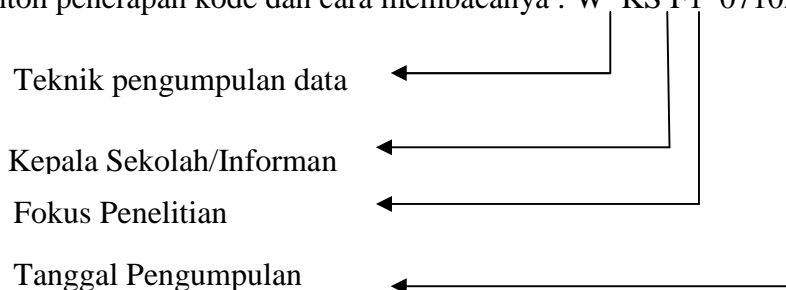 penerapan kode dan cara membacanya : W KS F1 0710
Teknik pengumpulan data
Kepala Sekolah/Informan
Fokus Penelitian
Tanggal Pengumpulan